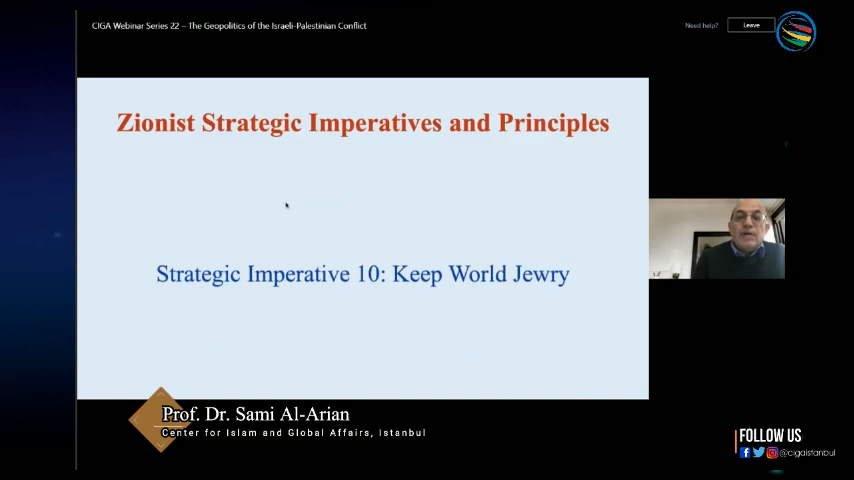 CIGA Webinar Series 22 – The Geopolitics of the Israeli-Palestinian Conflict
Need help?
Leave
Zionist Strategic Imperatives and Principles
Strategic Imperative 10: Keep World Jewry
Prof. Dr. Sami Al-Arian
Center for Islam and Global Affairs, Istanbul
FOLLOW US
@cigaistanbul